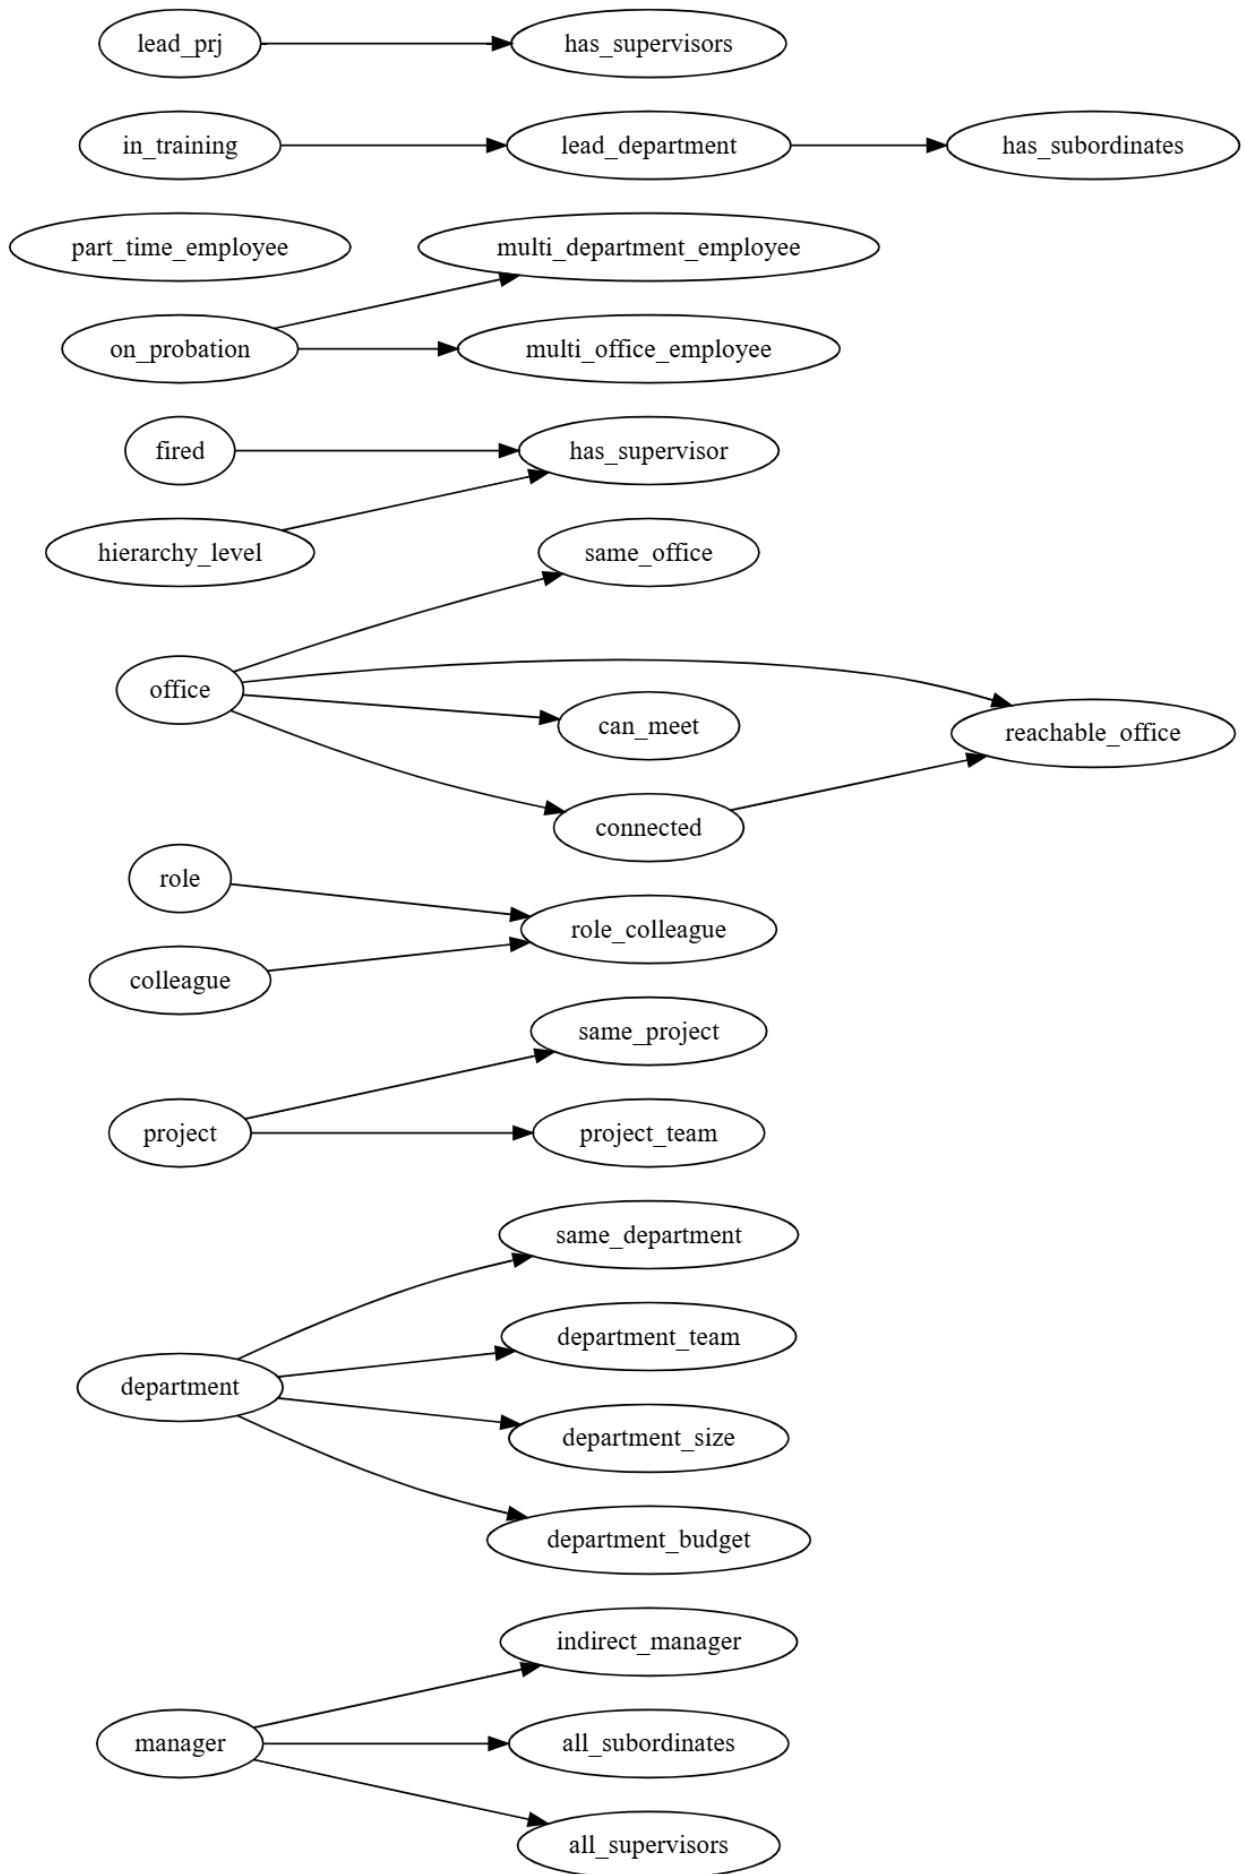 lead_prj
has_supervisors
in_training
lead_department
has_subordinates
part_time_employee
multi_department_employee
on_probation
multi_office_employee
fired
has_supervisor
hierarchy_level
same_office
office
can_meet
reachable_office
connected
role
role_colleague
colleague
same_project
project
project_team
same_department
department_team
department
department_size
department_budget
indirect_manager
manager
all_subordinates
all_supervisors